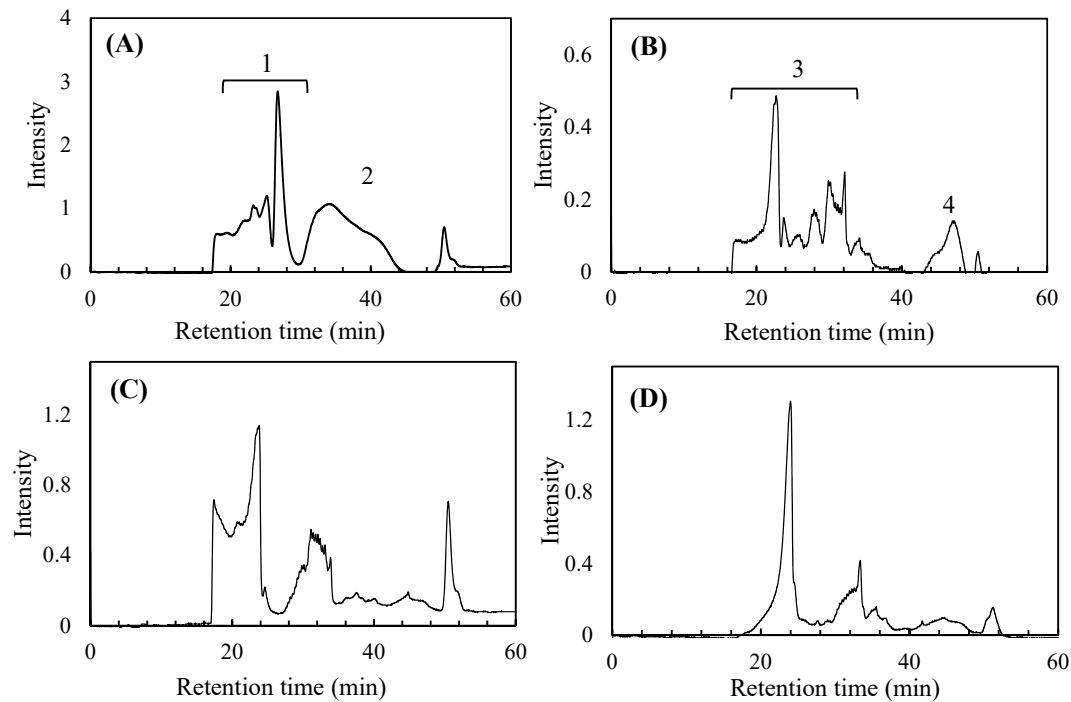 (A)
1
2
Intensity
4
3
2
1
0
0 20 40 60
Retention time (min)
(B)
3
4
Intensity
0.6
0.4
0.2
0
0 20 40 60
Retention time (min)
(C)
Intensity
1.2
0.8
0.4
0
0 20 40 60
Retention time (min)
(D)
Intensity
1.2
0.8
0.4
0
0 20 40 60
Retention time (min)